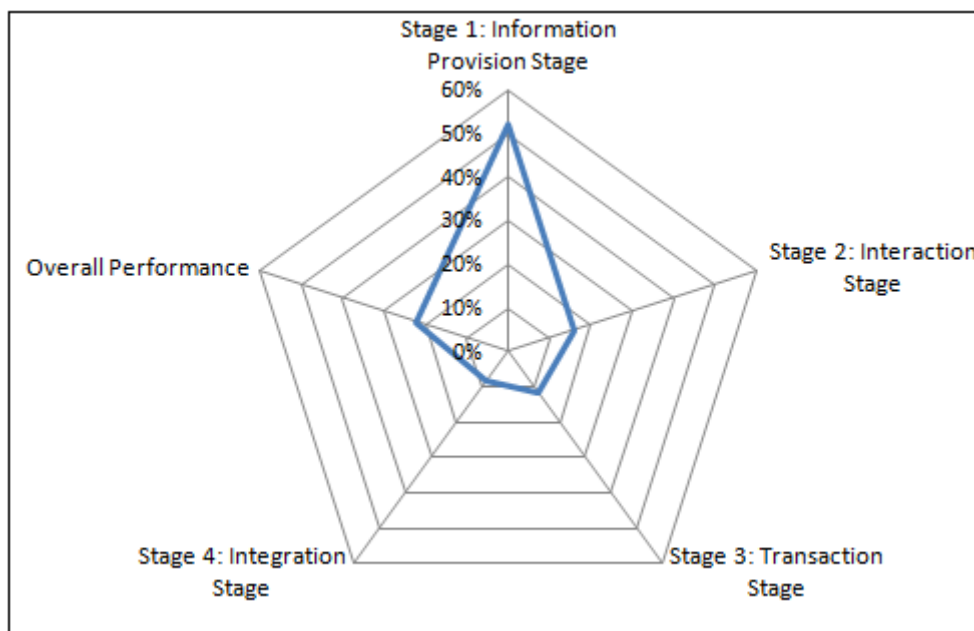 Stage 1: Information
Provision Stage
60%
50%
40%
30%
20%
10%
0%
Stage 2: Interaction
Stage
Stage 3: Transaction
Stage
Stage 4: Integration
Stage
Overall Performance